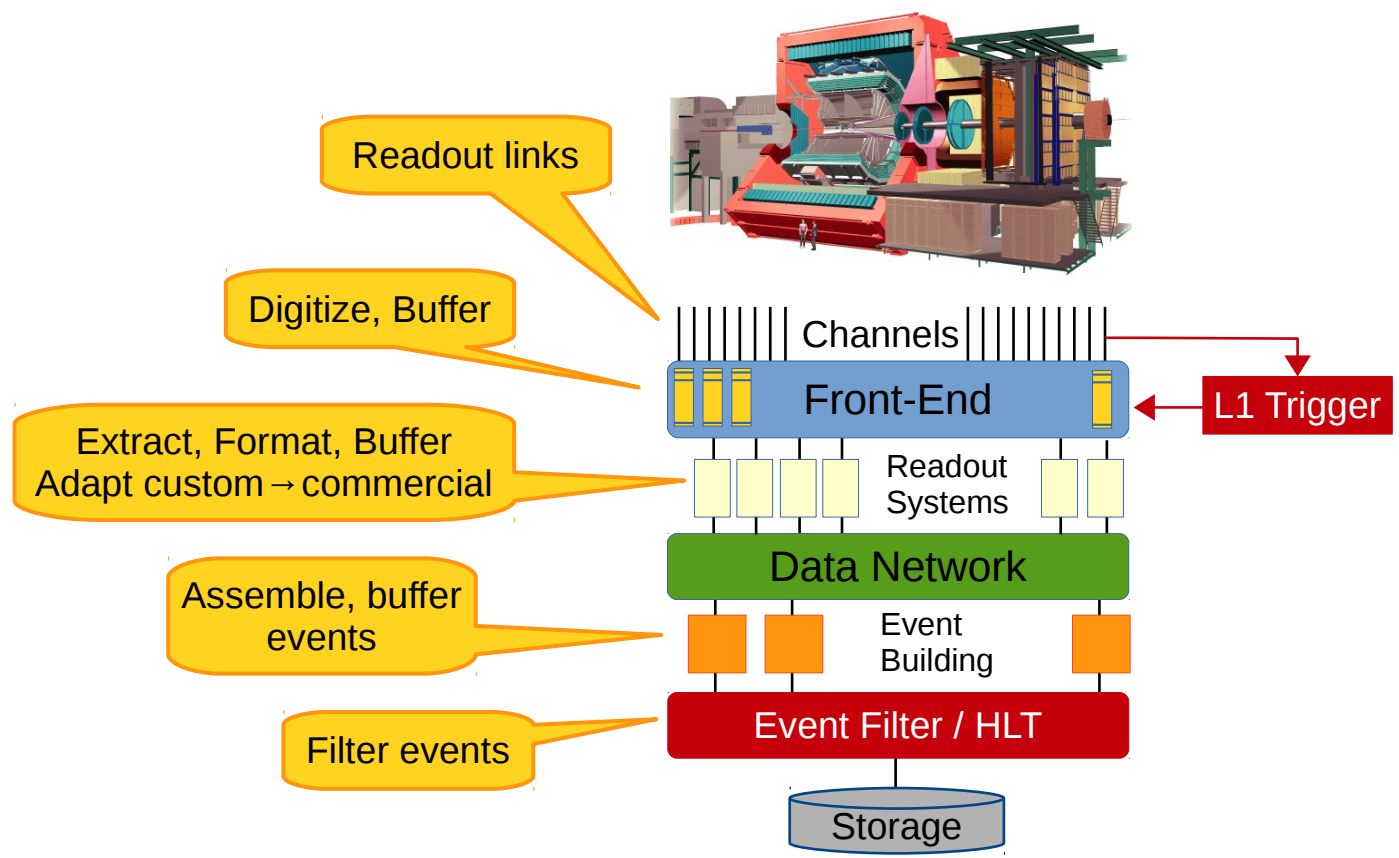 Readout links
Digitize, Buffer
Channels
Front-End
L1 Trigger
Extract, Format, Buffer
Adapt custom→commercial
Readout
Systems
Data Network
Assemble, buffer
events
Event
Building
Filter events
Event Filter / HLT
Storage